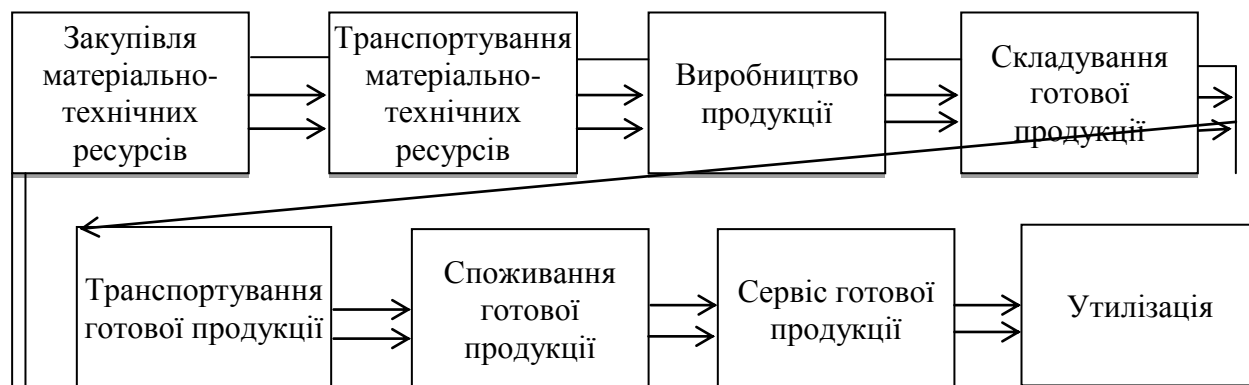 Закупівля
матеріально-
технічних
ресурсів
Транспортування
матеріально-
технічних
ресурсів
Виробництво
продукції
Складування
готової
продукції
Транспортування
готової продукції
Споживання
готової
продукції
Сервіс готової
продукції
Утилізація